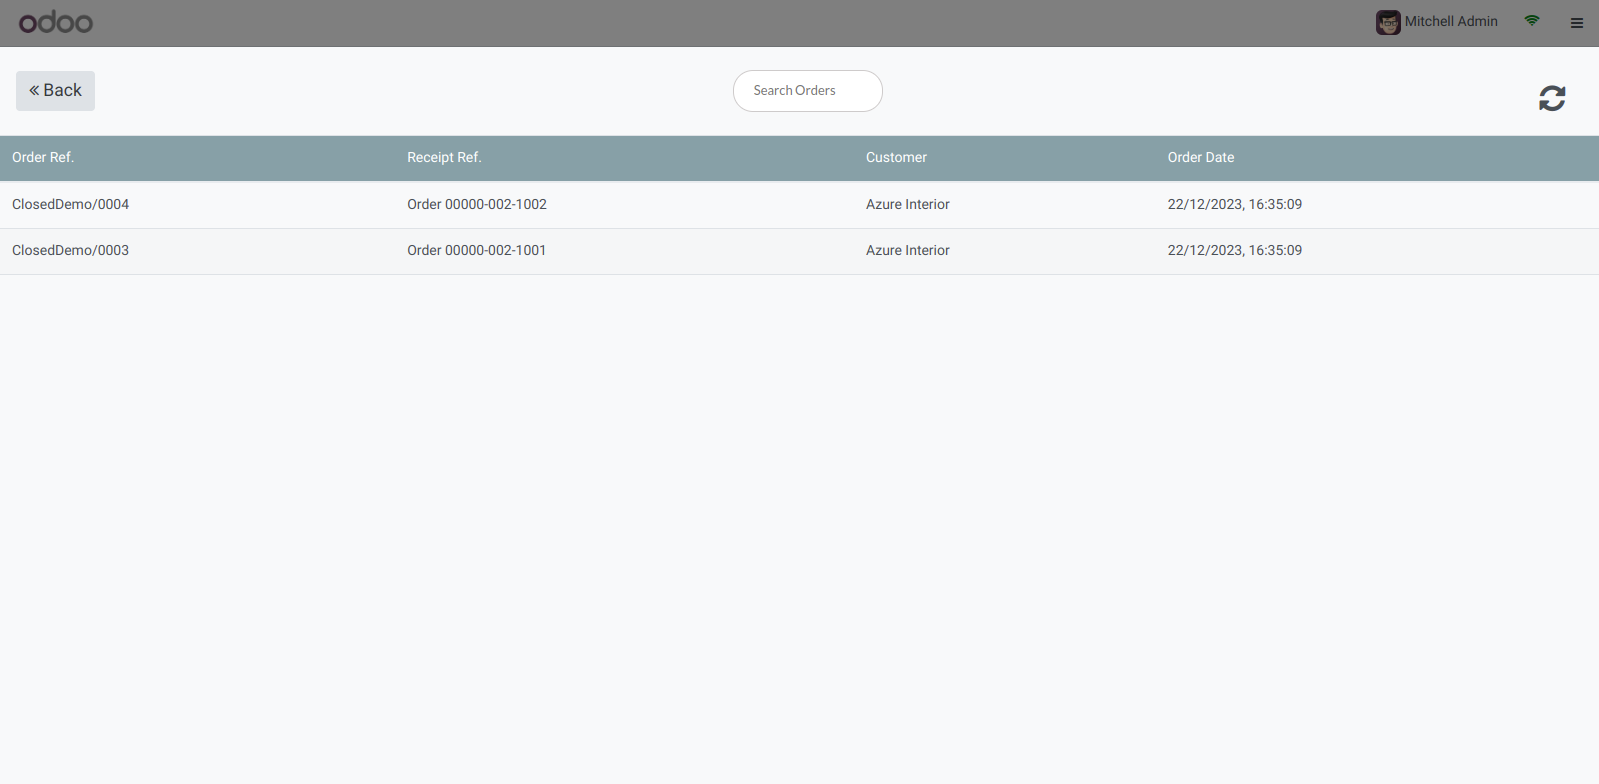 odoo Mitchell Admin
Back Search Orders
Order Ref. Receipt Ref. Customer Order Date
ClosedDemo/0004 Order 00000-002-1002 Azure Interior 22/12/2023, 16:35:09
ClosedDemo/0003 Order 00000-002-1001 Azure Interior 22/12/2023, 16:35:09